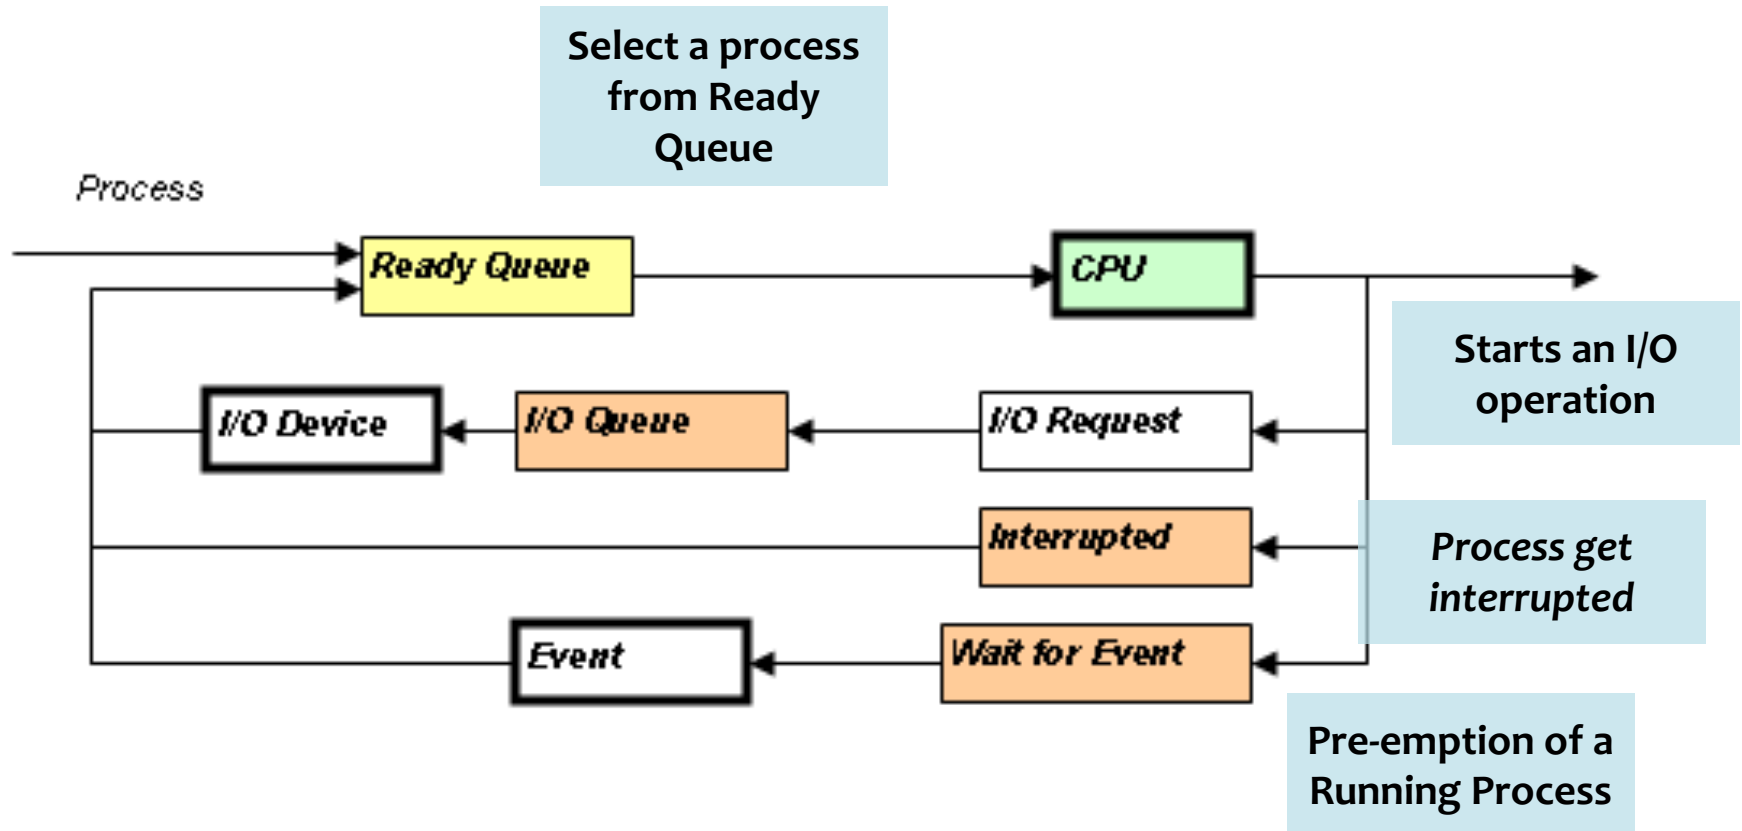 Select a process
from Ready
Queue
Process
Ready Queue
CPU
Starts an I/O
operation
I/O Device
I/O Queue
I/O Request
Interrupted
Process get
interrupted
Event
Wait for Event
Pre-emption of a
Running Process